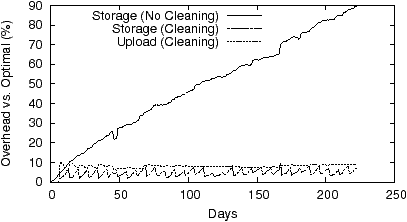 Storage (No Cleaning)
Storage (Cleaning)
Upload (Cleaning)
Overhead vs. Optimal (%)
90
80
70
60
50
40
30
20
10
0
0 50 100 150 200 250
Days